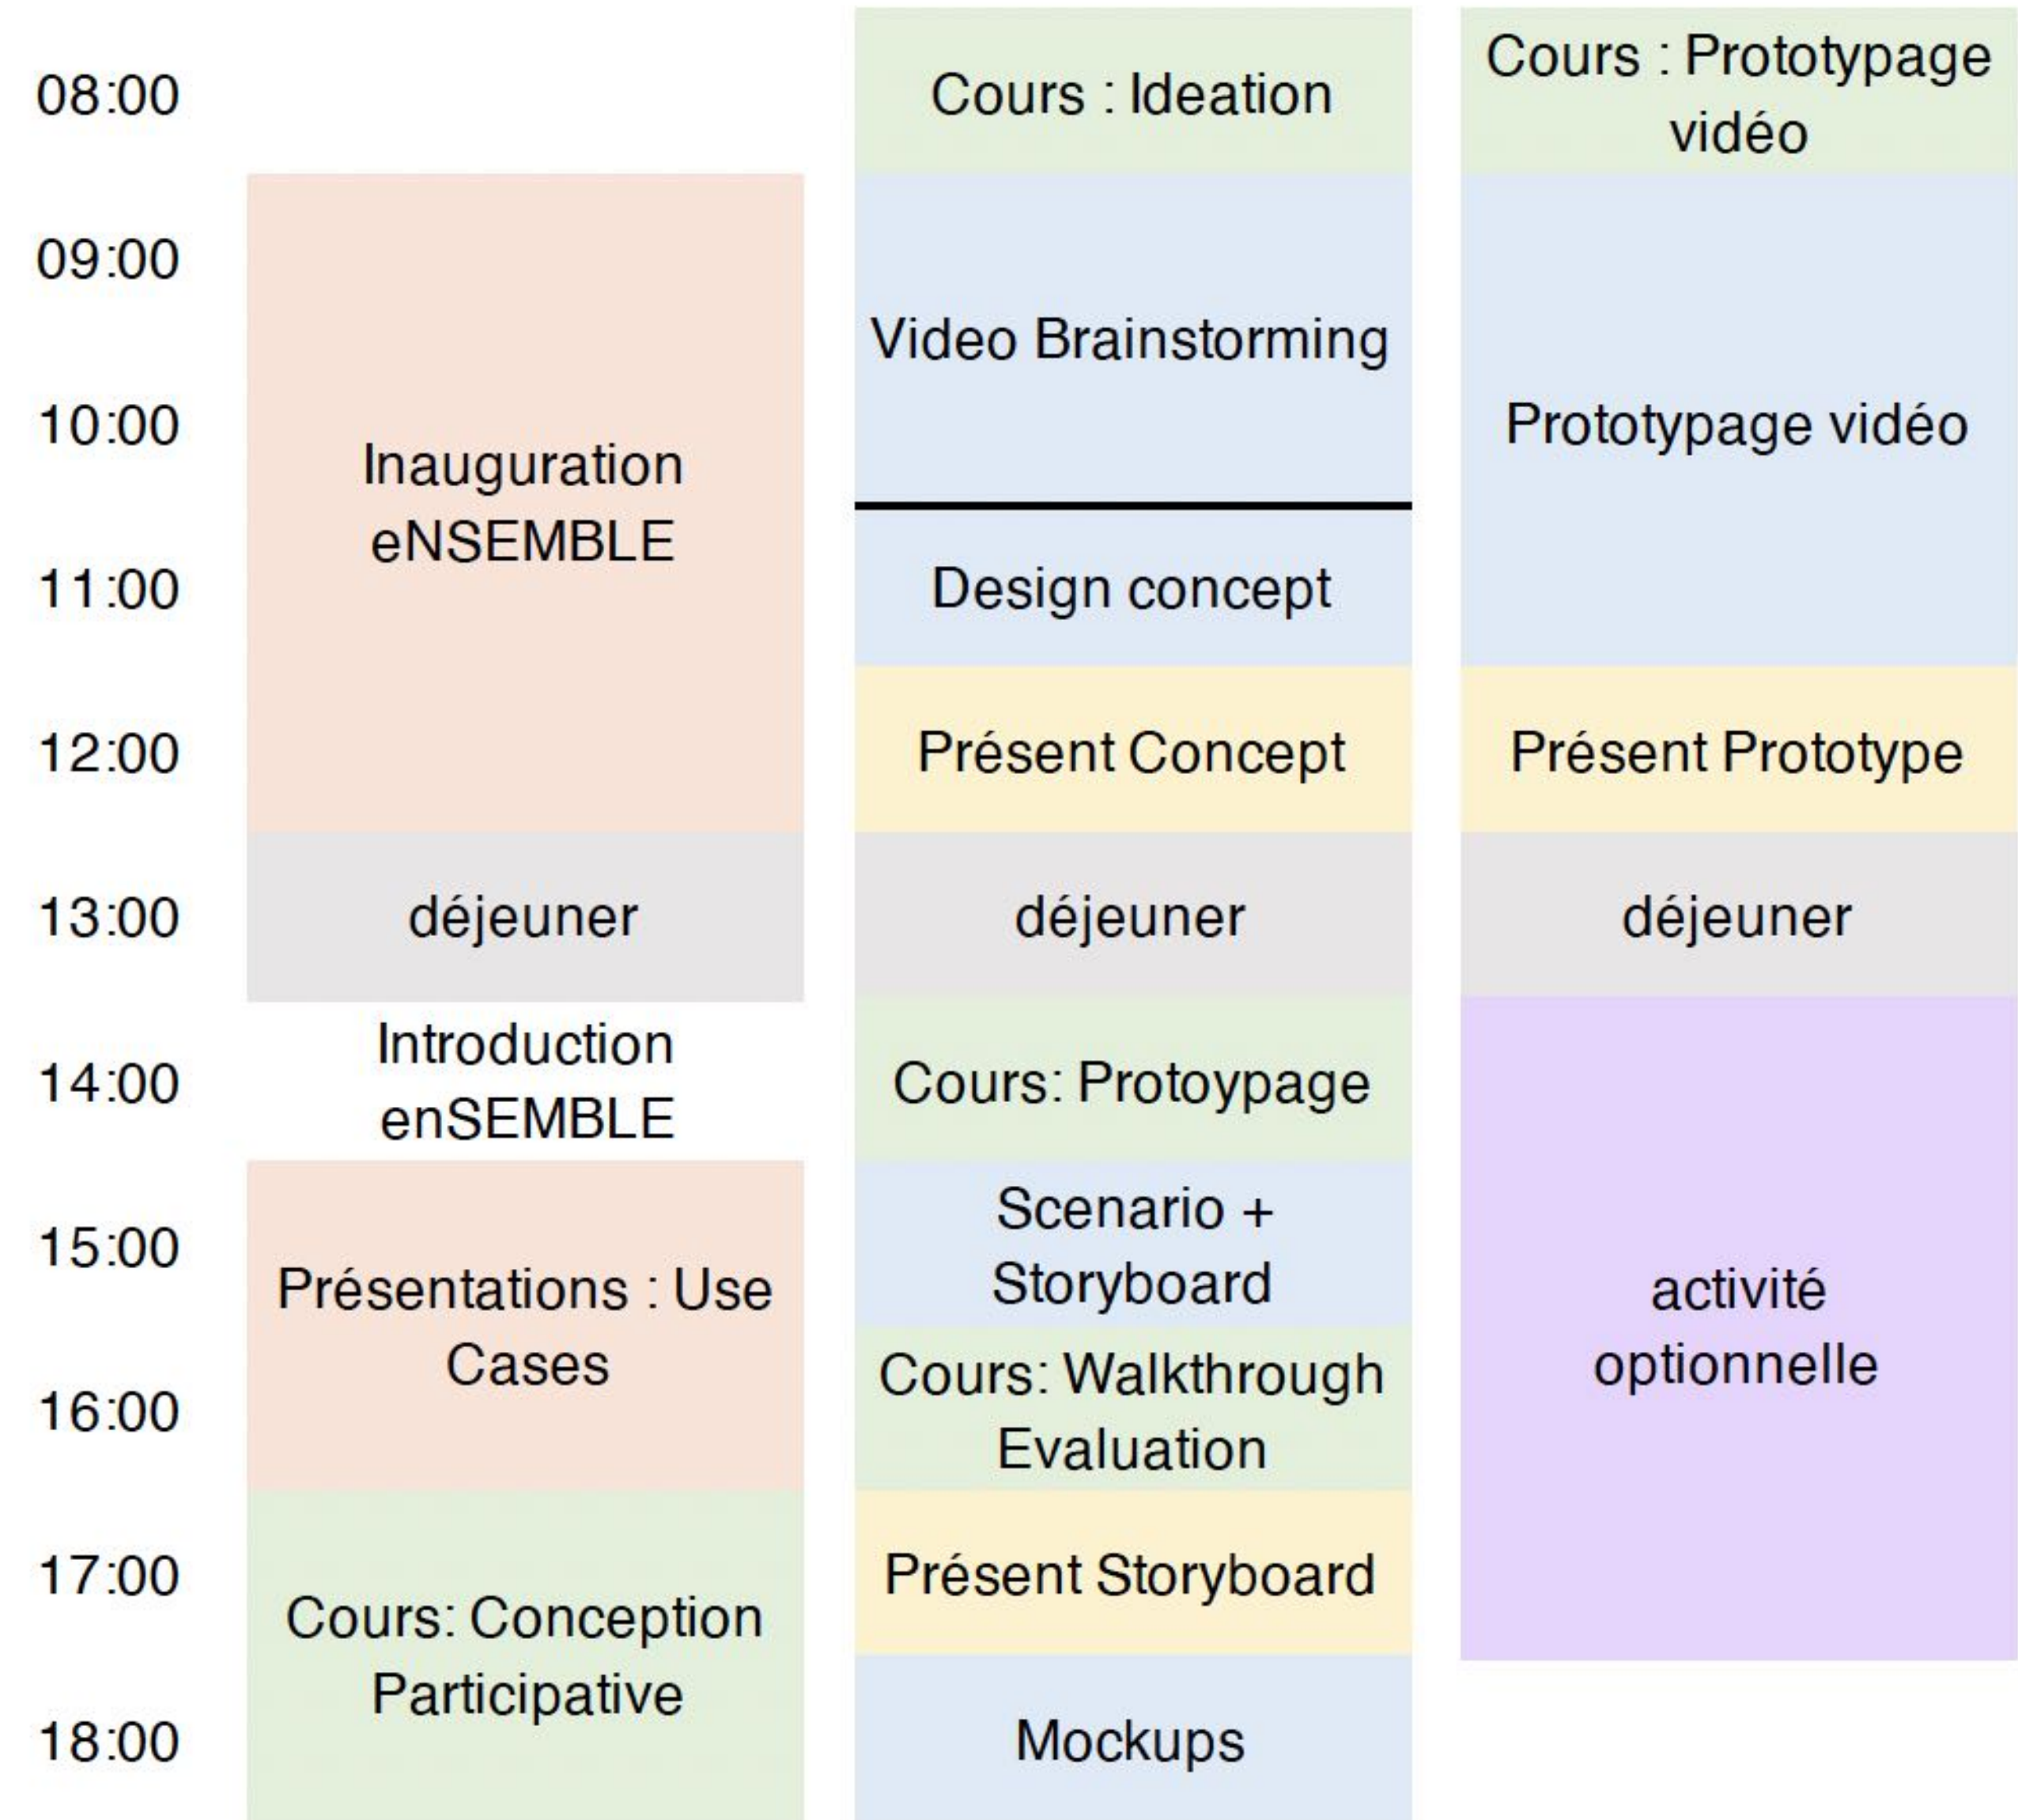 08:00
09:00
10:00
11:00
12:00
13:00
14:00
15:00
16:00
17:00
18:00
Inauguration
eNSEMBLE
déjeuner
Introduction
enSEMBLE
Présentations : Use
Cases
Cours: Conception
Participative
Cours : Ideation
Video Brainstorming
Design concept
Présent Concept
déjeuner
Cours: Protoypage
Scenario +
Storyboard
Cours: Walkthrough
Evaluation
Présent Storyboard
Mockups
Cours : Prototypage
vidéo
Prototypage vidéo
Présent Prototype
déjeuner
activité
optionnelle